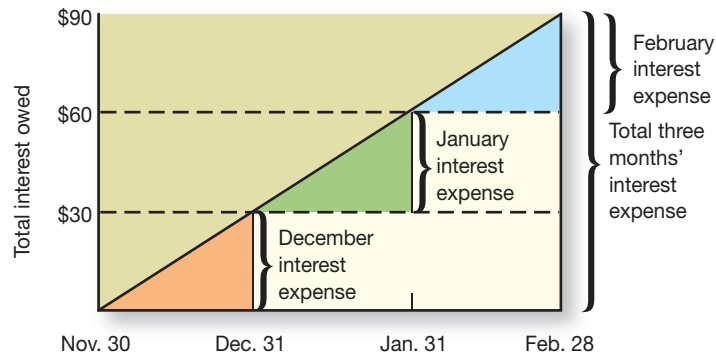 $90
$60
$30
Total interest owed
February
interest
expense
Total three
months'
interest
expense
January
interest
expense
December
interest
expense
Nov. 30
Dec. 31
Jan. 31
Feb. 28